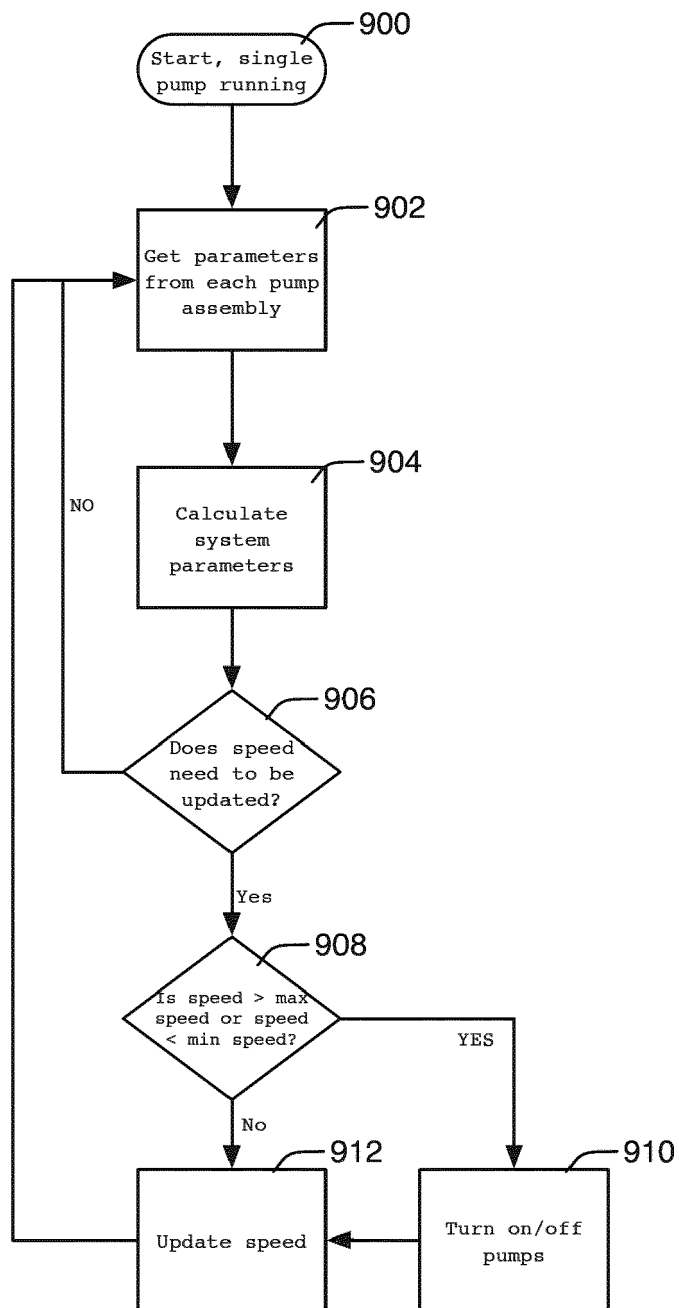 900
Start, single
pump running
902
Get parameters
from each pump
assembly
904
Calculate
system
parameters
NO
906
Does speed
need to be
updated?
Yes
908
Is speed > max
speed or speed
< min speed?
YES
No
912
910
Update speed
Turn on/off
pumps